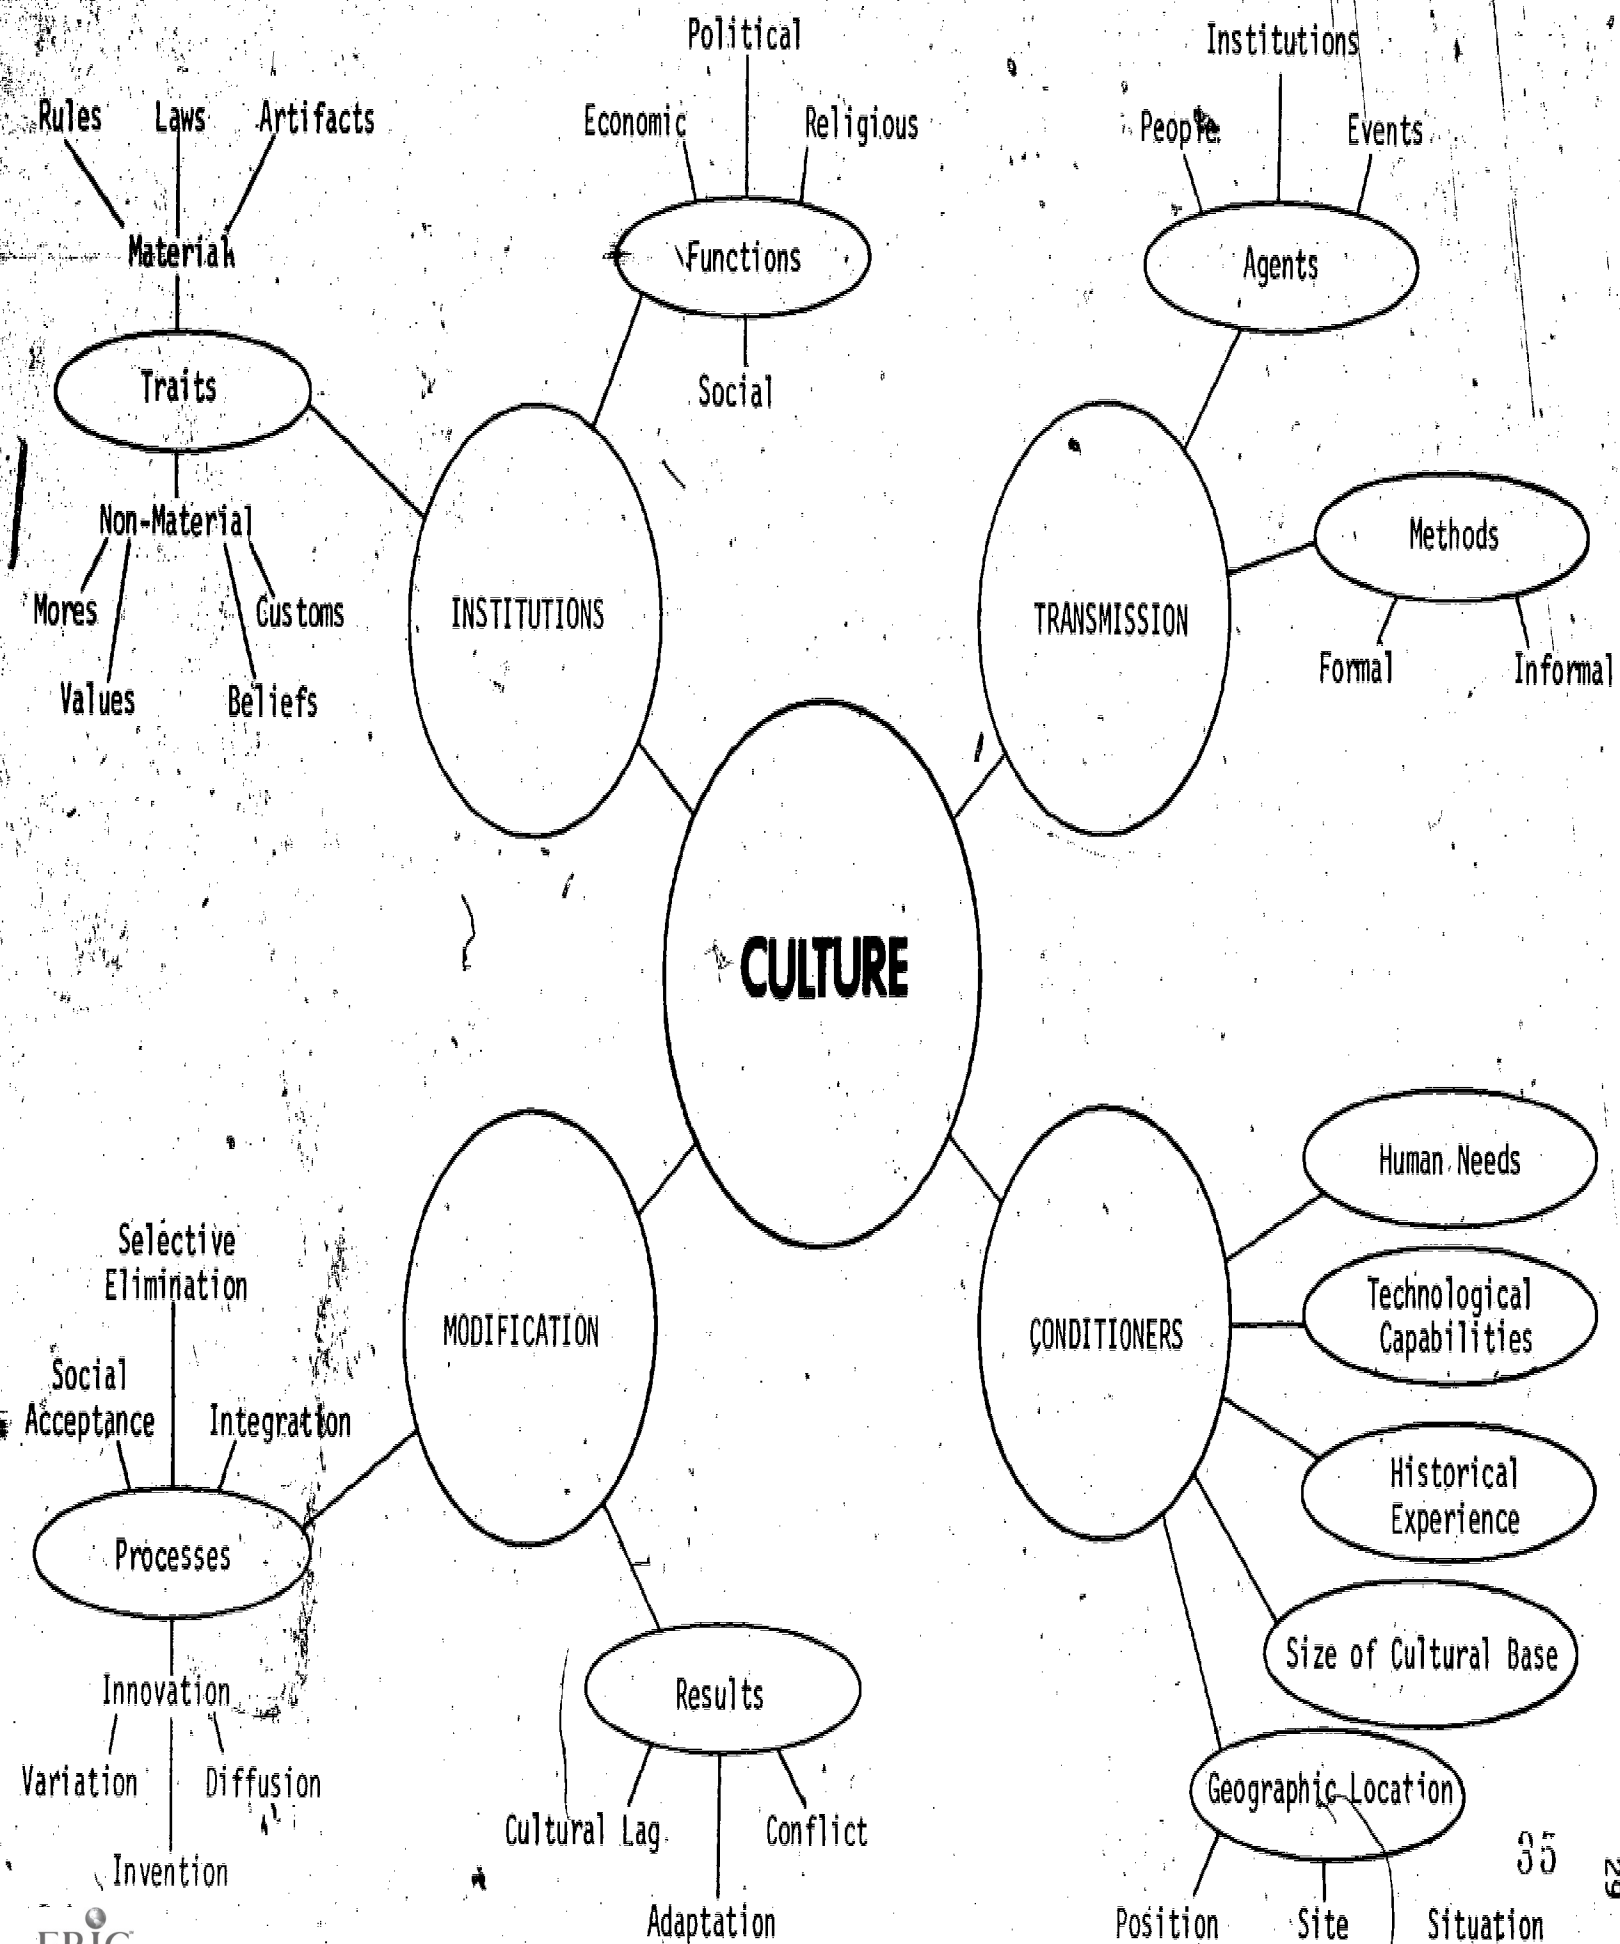 Political
Institutions
Rules Laws Artifacts
Economic Religious
People Events
Material
Functions
Agents
Traits
Social
Non-Material
Methods
Mores Customs
INSTITUTIONS
TRANSMISSION
Formal Informal
Values Beliefs
CULTURE
Human Needs
Selective
Elimination
Technological
Capabilities
MODIFICATION
CONDITIONERS
Social
Acceptance Integration
Historical
Experience
Processes
Size of Cultural Base
Innovation
Results
Variation Diffusion
Geographic Location
Cultural Lag Conflict
Invention
35
29
Adaptation
Position Site Situation
ERIC